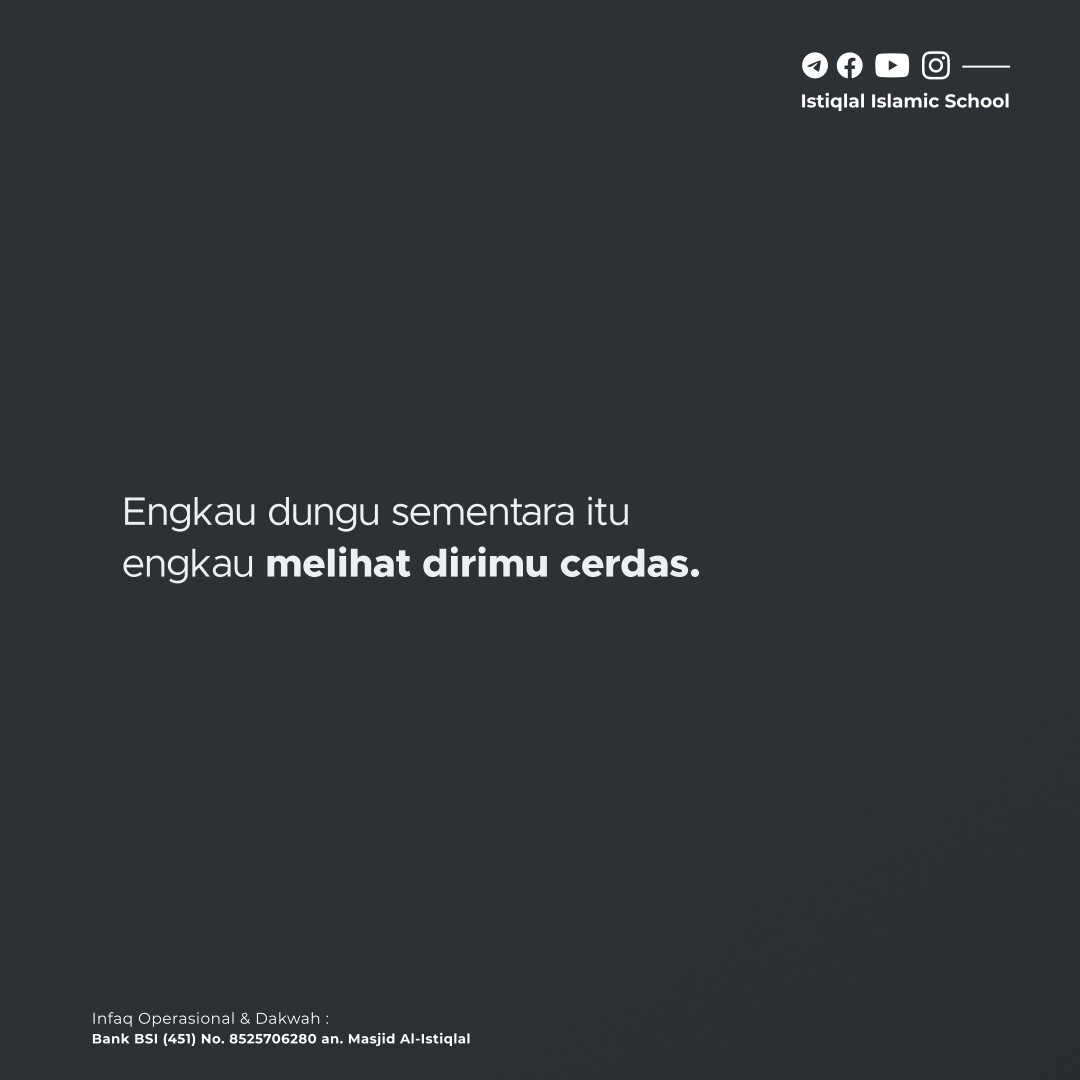 Istiqlal Islamic School
Engkau dungu sementara itu
engkau melihat dirimu cerdas.
Infaq Operasional & Dakwah :
Bank BSI (451) No. 8525706280 an. Masjid Al-Istiqlal